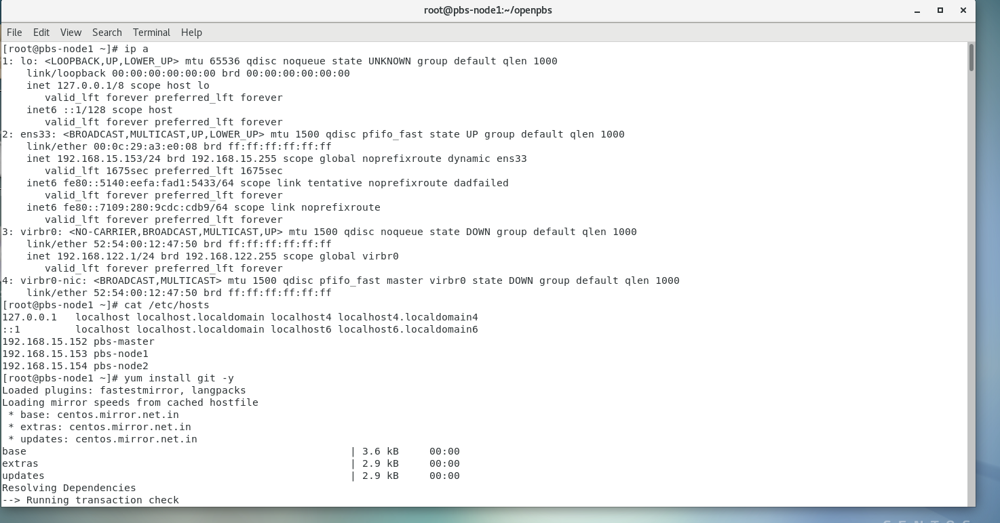 root@pbs-node1:~/openpbs
File Edit View Search Terminal Help
[root@pbs-node1 ~]# ip a
1: lo: <LOOPBACK,UP,LOWER_UP> mtu 65536 qdisc noqueue state UNKNOWN group default qlen 1000
    link/loopback 00:00:00:00:00:00 brd 00:00:00:00:00:00
    inet 127.0.0.1/8 scope host lo
       valid_lft forever preferred_lft forever
    inet6 ::1/128 scope host
       valid_lft forever preferred_lft forever
2: ens33: <BROADCAST,MULTICAST,UP,LOWER_UP> mtu 1500 qdisc pfifo_fast state UP group default qlen 1000
    link/ether 00:0c:29:a3:e0:08 brd ff:ff:ff:ff:ff:ff
    inet 192.168.15.153/24 brd 192.168.15.255 scope global noprefixroute dynamic ens33
       valid_lft 1675sec preferred_lft 1675sec
    inet6 fe80::5140:eefa:fad1:5433/64 scope link tentative noprefixroute dadfailed
       valid_lft forever preferred_lft forever
    inet6 fe80::7109:280:9cdc:cdb9/64 scope link noprefixroute
       valid_lft forever preferred_lft forever
3: virbr0: <NO-CARRIER,BROADCAST,MULTICAST,UP> mtu 1500 qdisc noqueue state DOWN group default qlen 1000
    link/ether 52:54:00:12:47:50 brd ff:ff:ff:ff:ff:ff
    inet 192.168.122.1/24 brd 192.168.122.255 scope global virbr0
       valid_lft forever preferred_lft forever
4: virbr0-nic: <BROADCAST,MULTICAST> mtu 1500 qdisc pfifo_fast master virbr0 state DOWN group default qlen 1000
    link/ether 52:54:00:12:47:50 brd ff:ff:ff:ff:ff:ff
[root@pbs-node1 ~]# cat /etc/hosts
127.0.0.1   localhost localhost.localdomain localhost4 localhost4.localdomain4
::1         localhost localhost.localdomain localhost6 localhost6.localdomain6
192.168.15.152 pbs-master
192.168.15.153 pbs-node1
192.168.15.154 pbs-node2
[root@pbs-node1 ~]# yum install git -y
Loaded plugins: fastestmirror, langpacks
Loading mirror speeds from cached hostfile
 * base: centos.mirror.net.in
 * extras: centos.mirror.net.in
 * updates: centos.mirror.net.in
base                                                     | 3.6 kB     00:00
extras                                                   | 2.9 kB     00:00
updates                                                  | 2.9 kB     00:00
Resolving Dependencies
--> Running transaction check